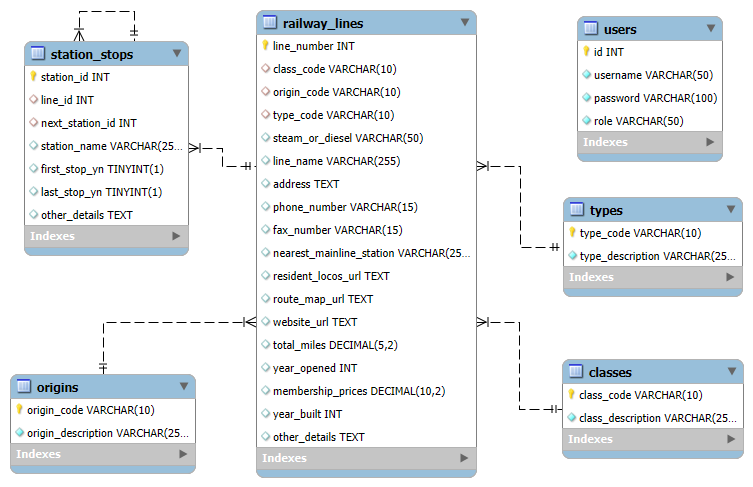 station_stops
station_id INT
line_id INT
next_station_id INT
station_name VARCHAR(25...
first_stop_yn TINYINT(1)
last_stop_yn TINYINT(1)
other_details TEXT
Indexes
railway_lines
line_number INT
class_code VARCHAR(10)
origin_code VARCHAR(10)
type_code VARCHAR(10)
steam_or_diesel VARCHAR(50)
line_name VARCHAR(255)
address TEXT
phone_number VARCHAR(15)
fax_number VARCHAR(15)
nearest_mainline_station VARCHAR(25...
resident_locos_url TEXT
route_map_url TEXT
website_url TEXT
total_miles DECIMAL(5,2)
year_opened INT
membership_prices DECIMAL(10,2)
year_built INT
other_details TEXT
Indexes
users
id INT
username VARCHAR(50)
password VARCHAR(100)
role VARCHAR(50)
Indexes
types
type_code VARCHAR(10)
type_description VARCHAR(25...
Indexes
origins
origin_code VARCHAR(10)
origin_description VARCHAR(25...
Indexes
classes
class_code VARCHAR(10)
class_description VARCHAR(25...
Indexes